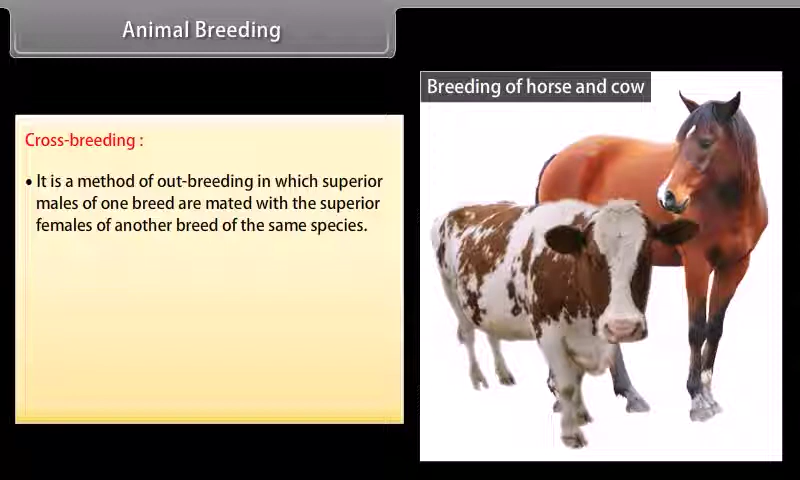 Animal Breeding
Breeding of horse and cow
Cross-breeding :
• It is a method of out-breeding in which superior
males of one breed are mated with the superior
females of another breed of the same species.